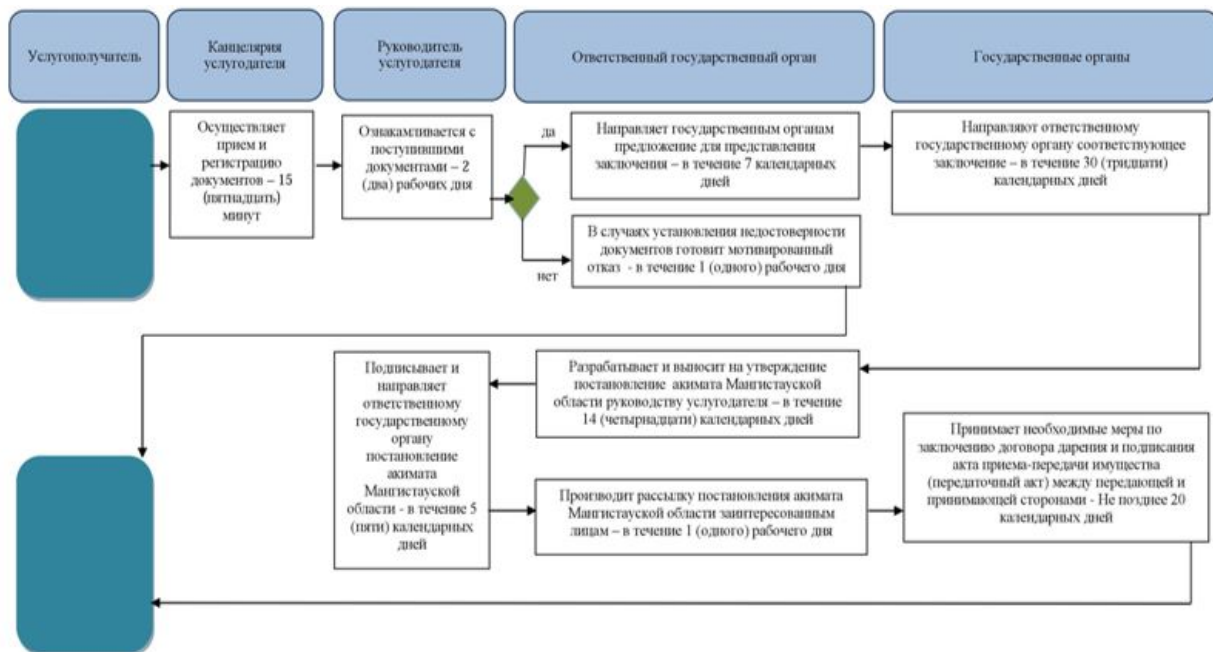 Услугополучатель
Канцелярия
услугодателя
Руководитель
услугодателя
Ответственный государственный орган
Государственные органы
Осуществляет
прием и
регистрацию
документов – 15
(пятнадцать)
минут
Ознакамливается с
поступившими
документами – 2
(два) рабочих дня
да
Направляет государственным органам
предложение для представления
заключения – в течение 7 календарных
дней
Направляют ответственному
государственному органу соответствующее
заключение – в течение 30 (тридцати)
календарных дней
нет
В случаях установления недостоверности
документов готовит мотивированный
отказ - в течение 1 (одного) рабочего дня
Подписывает и
направляет
ответственному
государственному
органу
постановление
акимата
Мангистауской
области - в течение 5
(пяти) календарных
дней
Разрабатывает и выносит на утверждение
постановление акимата Мангистауской
области руководству услугодателя – в течение
14 (четырнадцати) календарных дней
Производит рассылку постановления акимата
Мангистауской области заинтересованным
лицам – в течение 1 (одного) рабочего дня
Принимает необходимые меры по
заключению договора дарения и подписания
акта приема-передачи имущества
(передаточный акт) между передающей и
принимающей сторонами - Не позднее 20
календарных дней